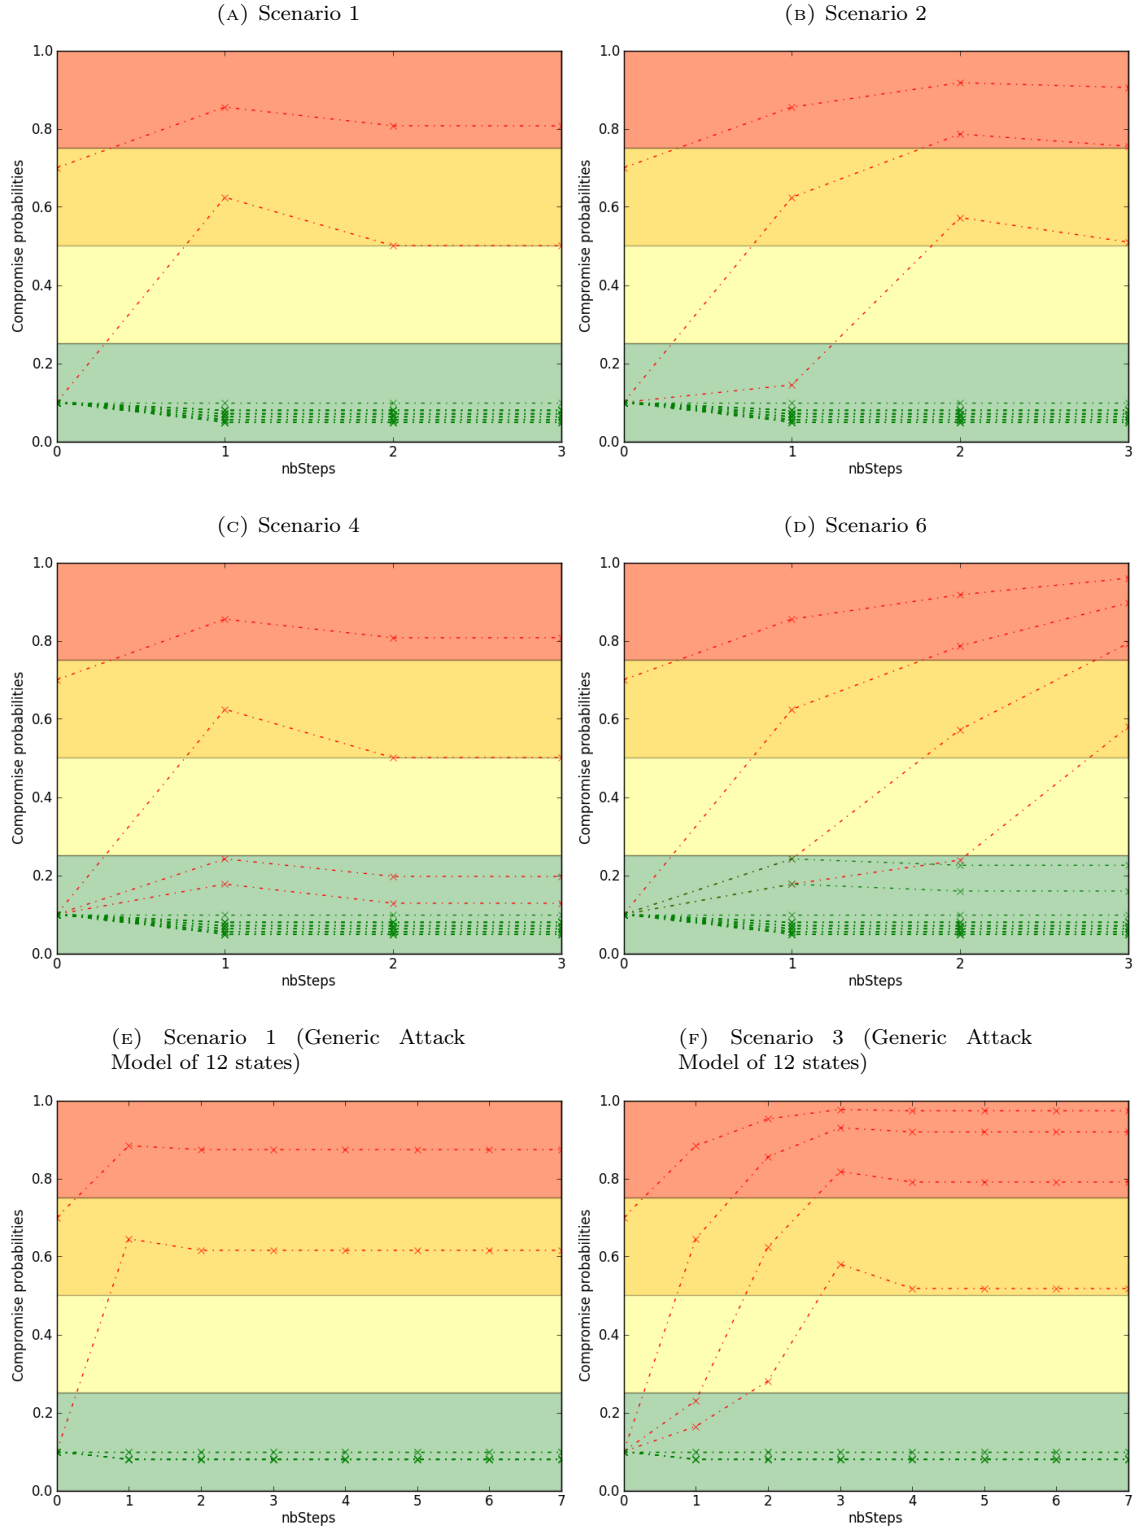 (A) Scenario 1
1.0
0.8
0.6
0.4
0.2
0.0
Compromise probabilities
0 1 2 3
nbSteps
(B) Scenario 2
1.0
0.8
0.6
0.4
0.2
0.0
Compromise probabilities
0 1 2 3
nbSteps
(C) Scenario 4
1.0
0.8
0.6
0.4
0.2
0.0
Compromise probabilities
0 1 2 3
nbSteps
(D) Scenario 6
1.0
0.8
0.6
0.4
0.2
0.0
Compromise probabilities
0 1 2 3
nbSteps
(E) Scenario 1 (Generic Attack
Model of 12 states)
1.0
0.8
0.6
0.4
0.2
0.0
Compromise probabilities
0 1 2 3 4 5 6 7
nbSteps
(F) Scenario 3 (Generic Attack
Model of 12 states)
1.0
0.8
0.6
0.4
0.2
0.0
Compromise probabilities
0 1 2 3 4 5 6 7
nbSteps